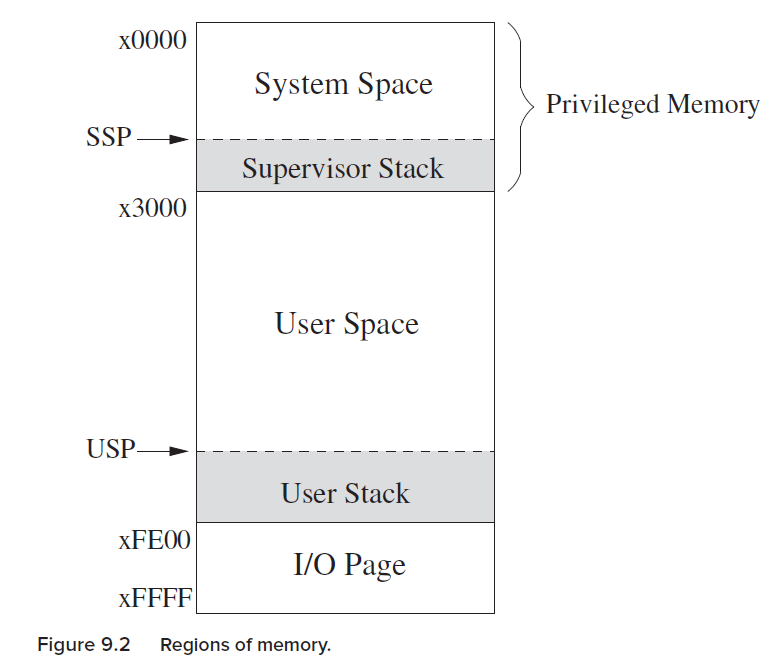 x0000
System Space
Privileged Memory
SSP
Supervisor Stack
x3000
User Space
USP
User Stack
xFE00
I/O Page
xFFFF
Figure 9.2 Regions of memory.